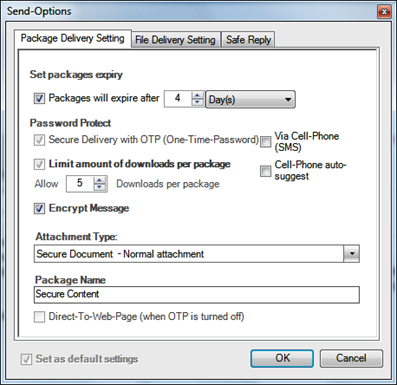 Send-Options
Package Delivery Setting File Delivery Setting Safe Reply
Set packages expiry
Packages will expire after 4 Day(s)
Password Protect
Secure Delivery with OTP (One-Time-Password) Via Cell-Phone (SMS)
Limit amount of downloads per package Cell-Phone auto-suggest
Allow 5 Downloads per package
Encrypt Message
Attachment Type:
Secure Document - Normal attachment
Package Name
Secure Content
Direct-To-Web-Page (when OTP is turned off)
Set as default settings OK Cancel